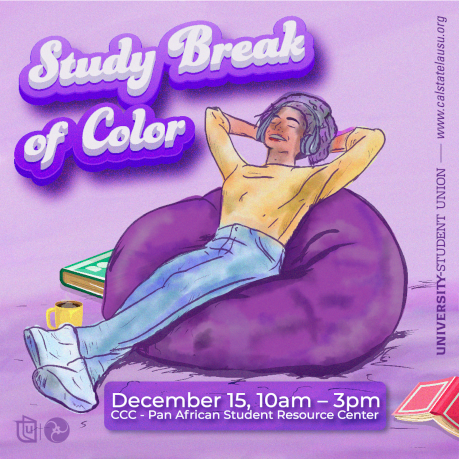 Study Break
of Color
www.calstatelausu.org
UNIVERSITY-STUDENT UNION
December 15, 10am – 3pm
CCC - Pan African Student Resource Center